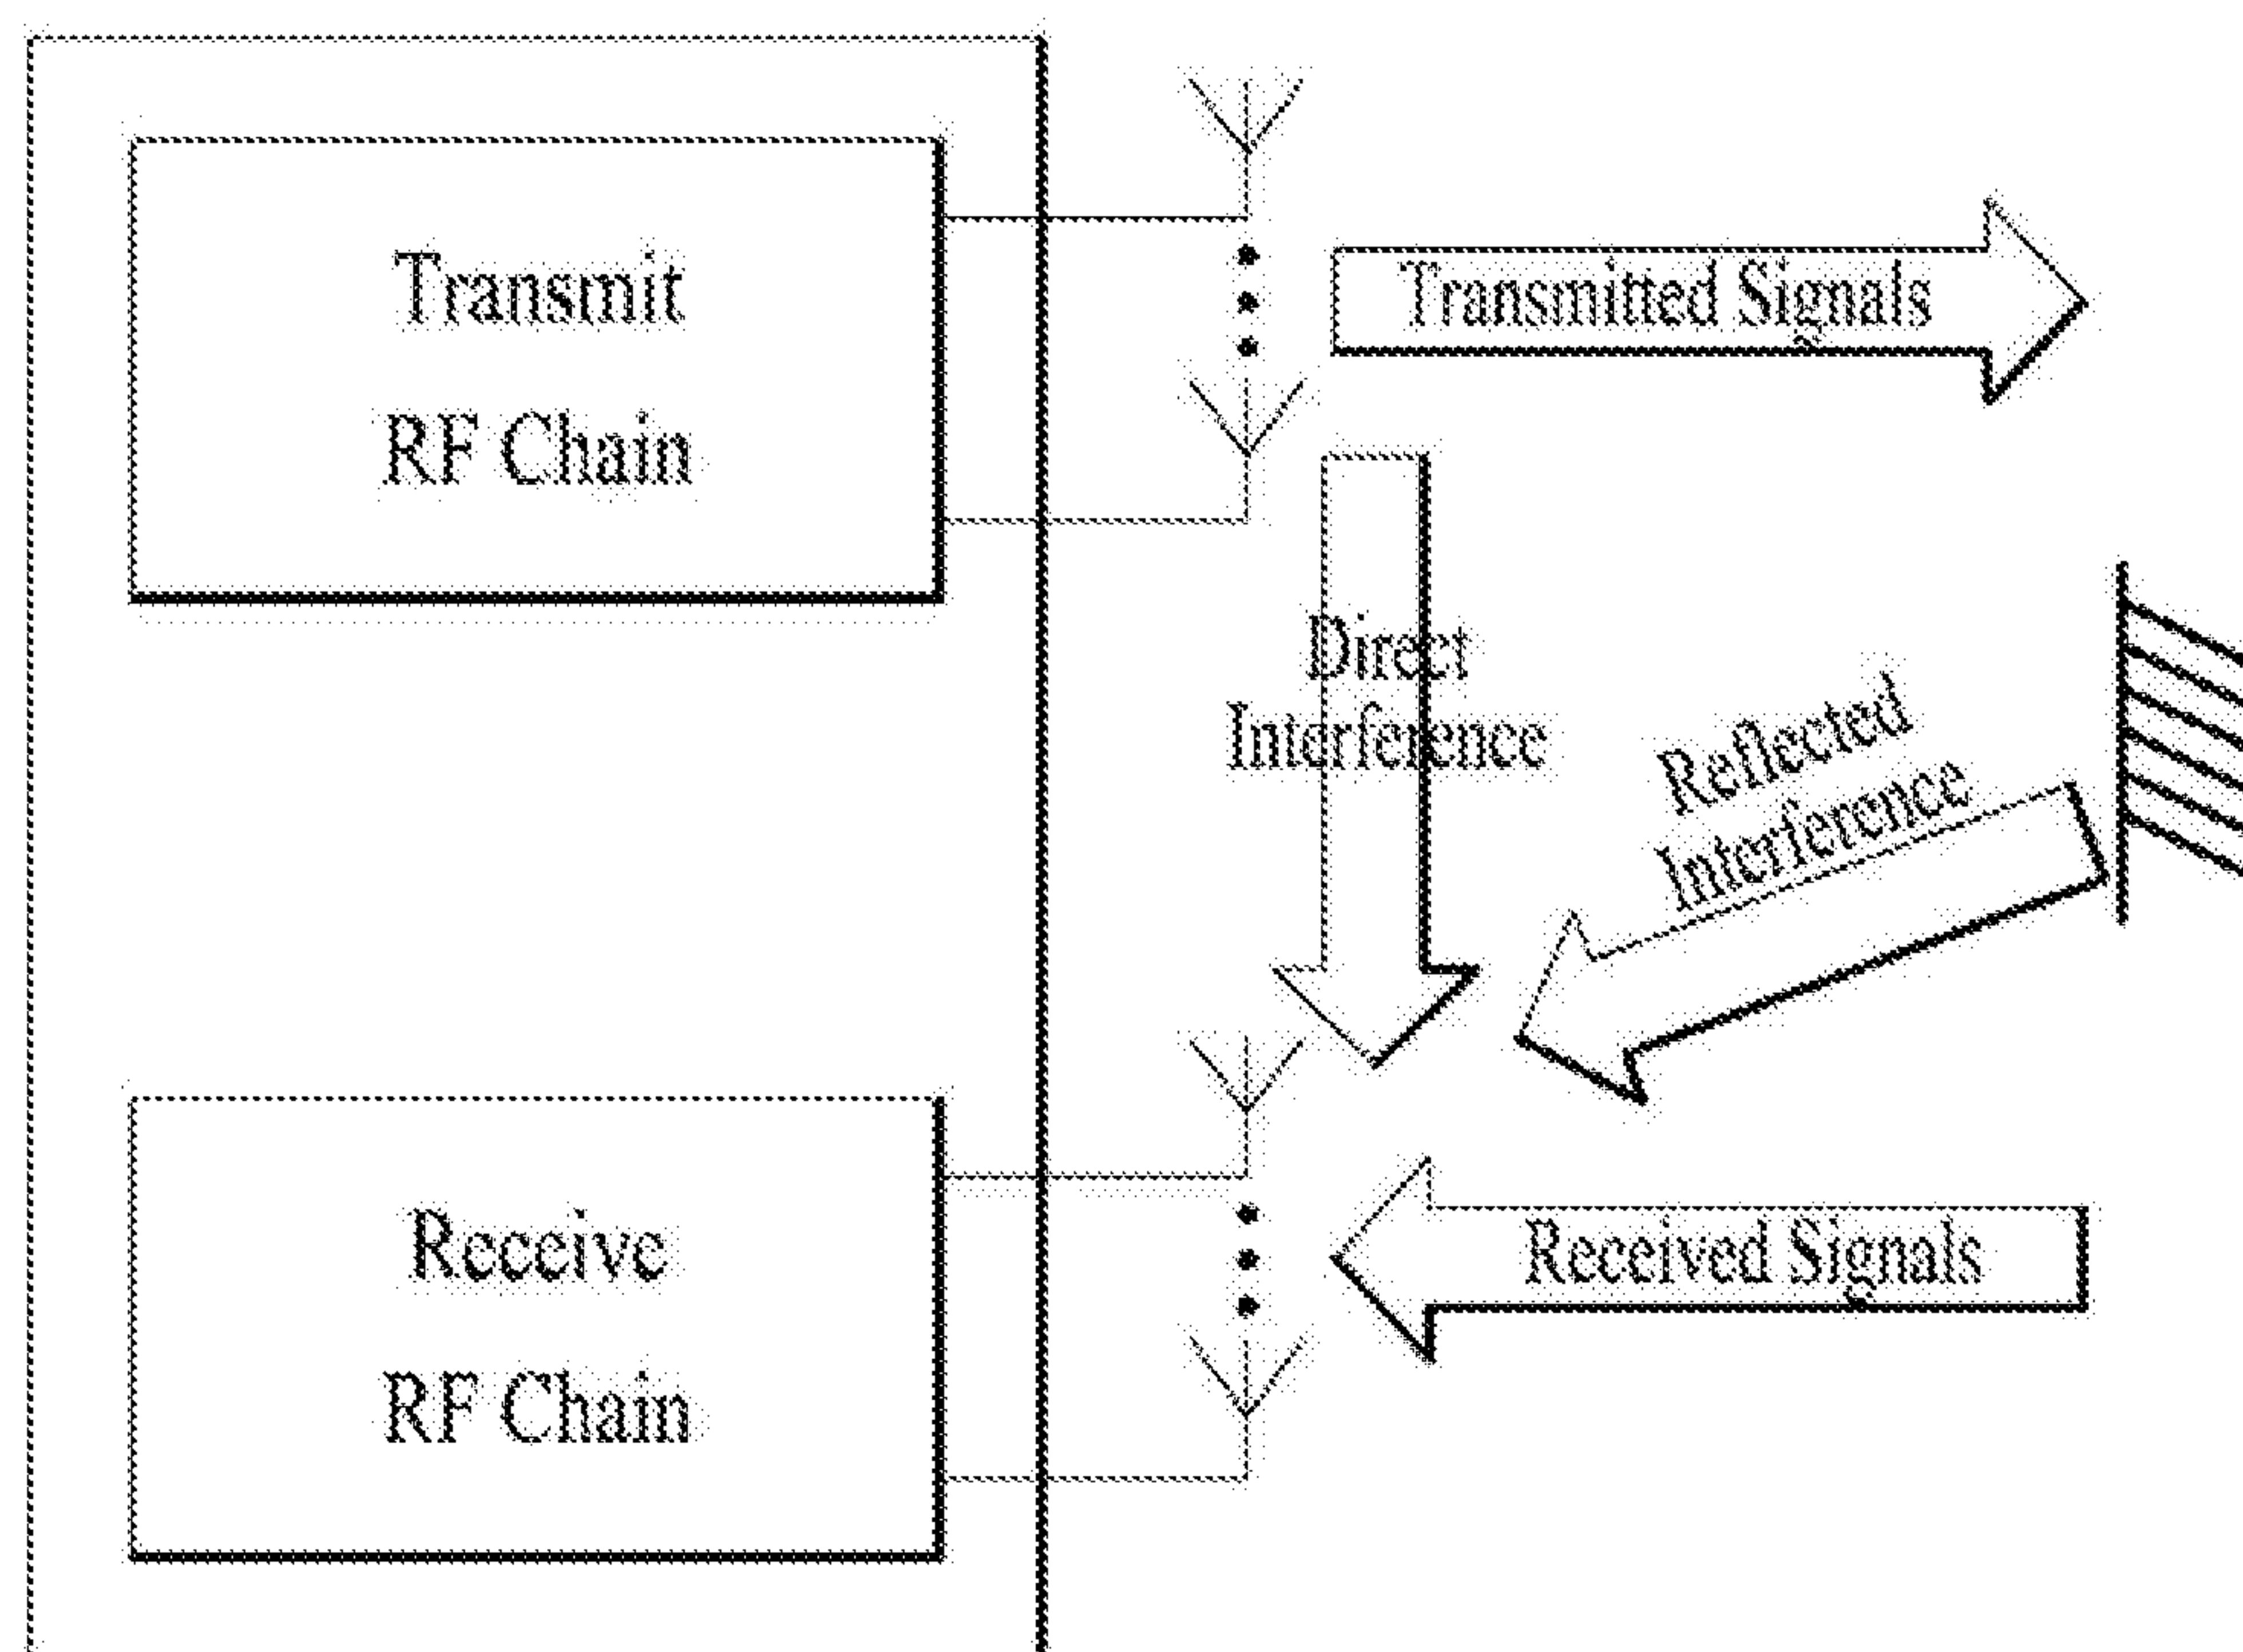 Transmit
RF Chain
Transmitted Signals
Direct
Interference
Reflected
Interference
Receive
RF Chain
Received Signals